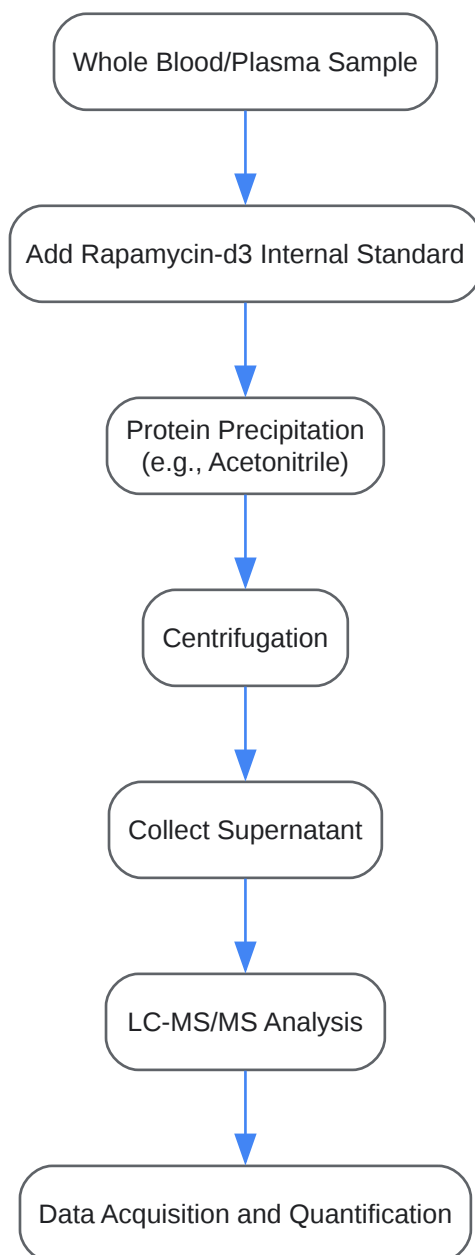 Whole Blood/Plasma Sample
Add Rapamycin-d3 Internal Standard
Protein Precipitation
(e.g., Acetonitrile)
Centrifugation
Collect Supernatant
LC-MS/MS Analysis
Data Acquisition and Quantification